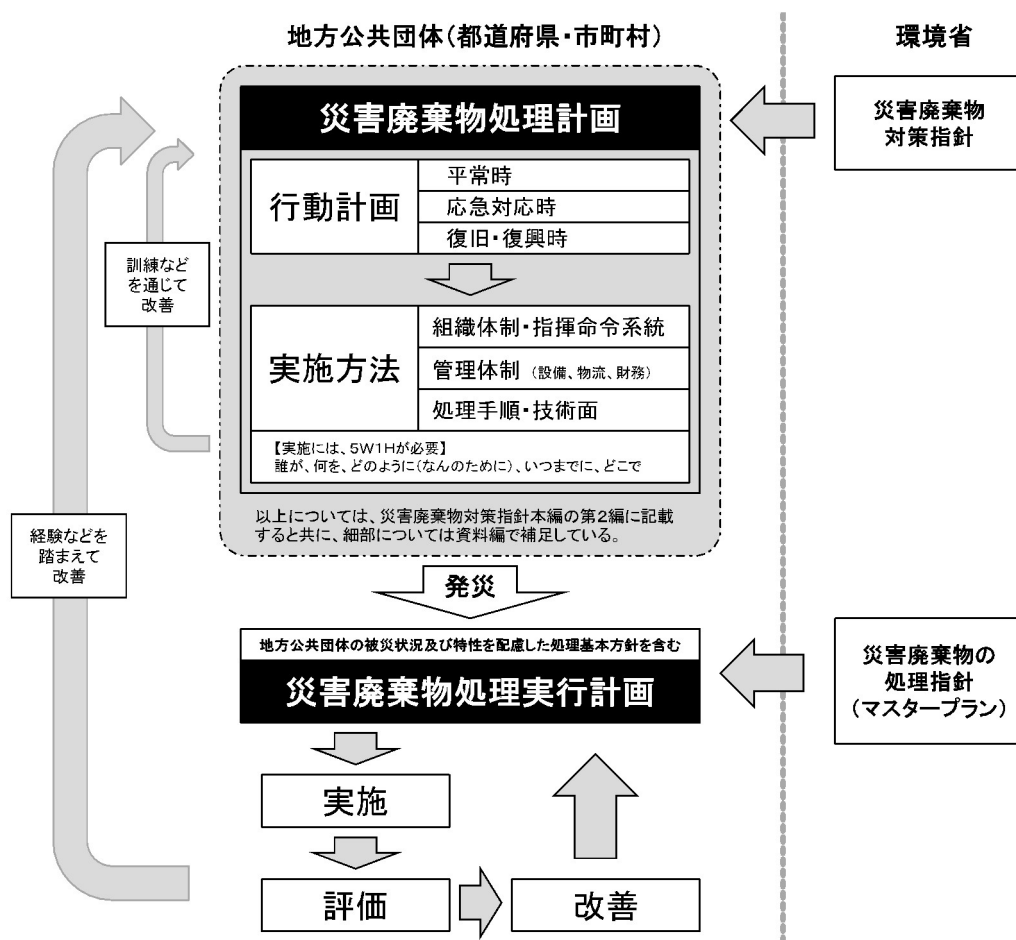 地方公共団体（都道府県・市町村）
環境省
災害廃棄物処理計画
災害廃棄物
対策指針
行動計画
平常時
応急対応時
復旧・復興時
訓練など
を通じて
改善
実施方法
組織体制・指揮命令系統
管理体制（設備、物流、財務）
処理手順・技術面
【実施には、5W1Hが必要】
誰が、何を、どのように（なんのために）、いつまでに、どこで
以上については、災害廃棄物対策指針本編の第2編に記載
すると共に、細部については資料編で補足している。
経験などを
踏まえて
改善
発災
地方公共団体の被災状況及び特性を配慮した処理基本方針を含む
災害廃棄物処理実行計画
災害廃棄物の
処理指針
（マスタープラン）
実施
評価
改善